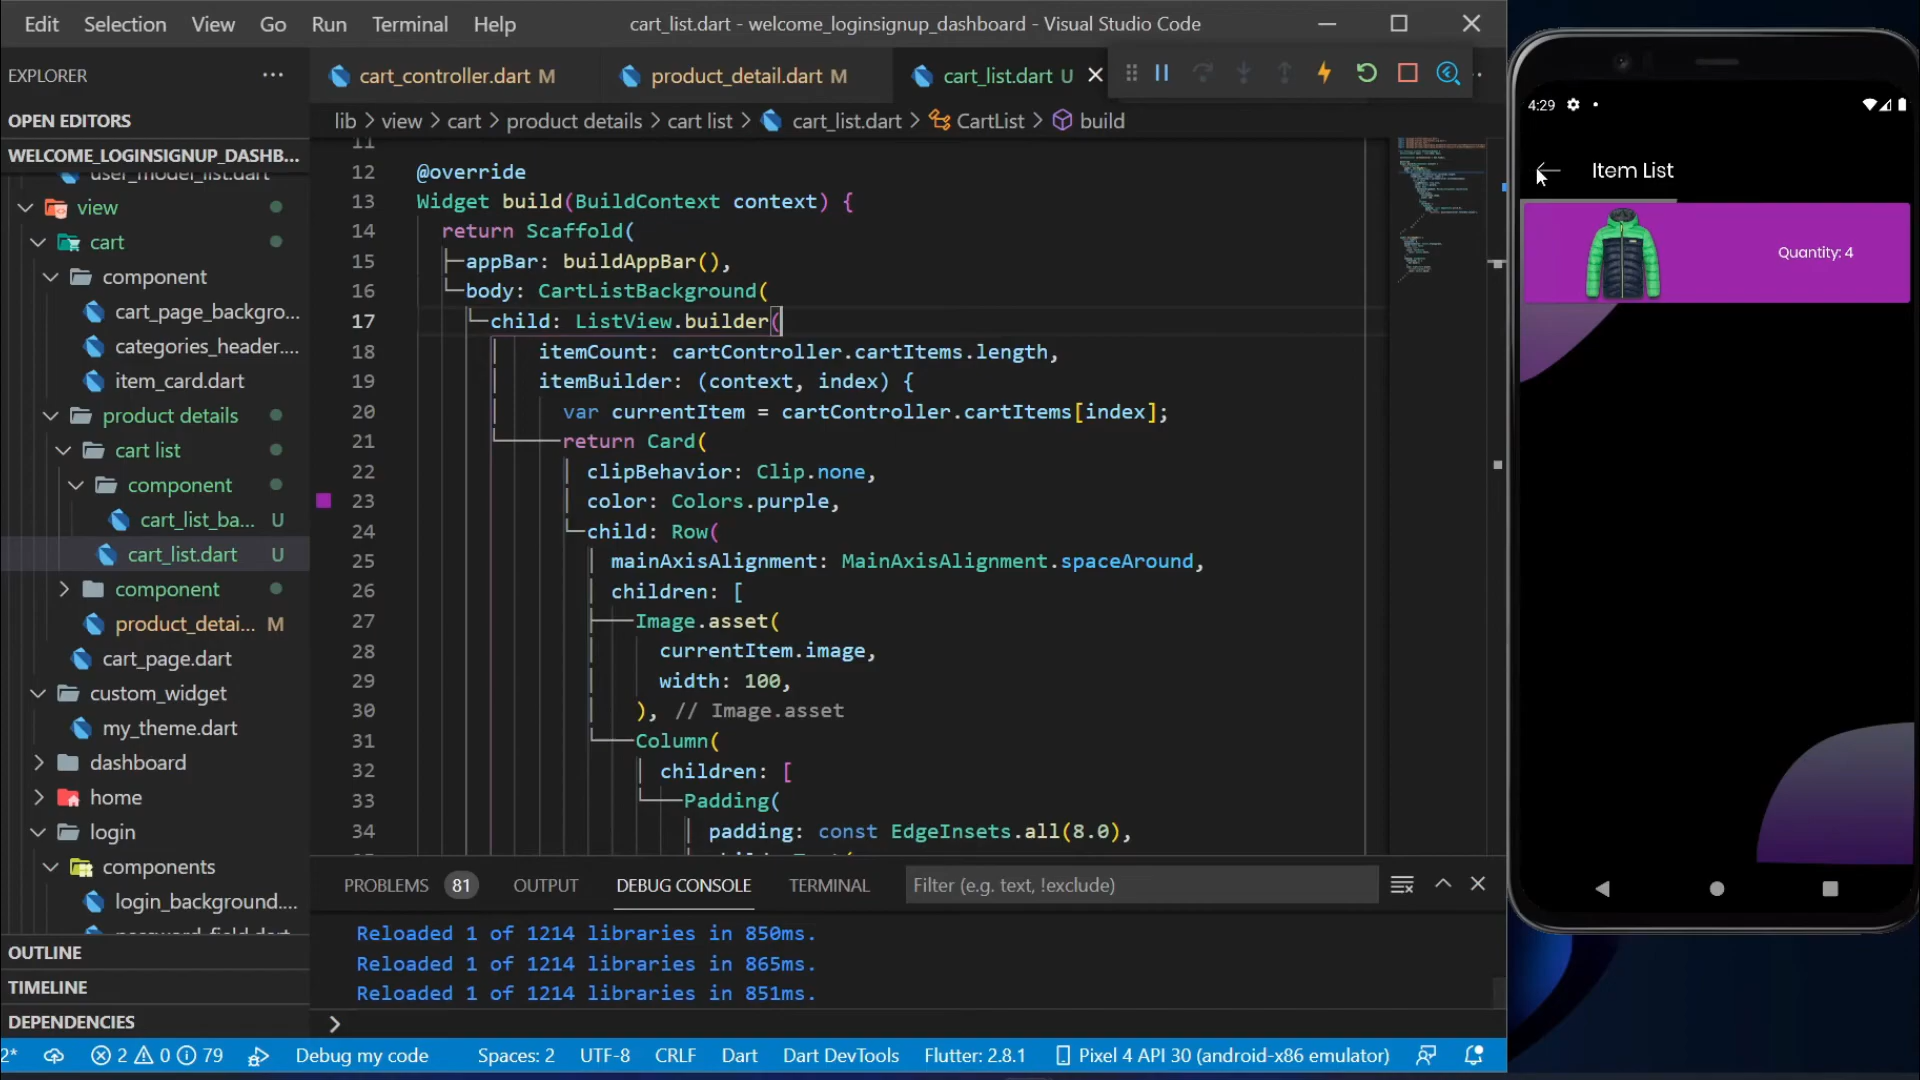 Edit Selection View Go Run Terminal Help
cart_list.dart - welcome_loginsignup_dashboard - Visual Studio Code
EXPLORER
OPEN EDITORS
WELCOME_LOGINSIGNUP_DASHB...
user_model_list.dart
view
cart
component
cart_page_backgro...
categories_header....
item_card.dart
product details
cart list
component
cart_list_ba... U
cart_list.dart U
component
product_detai... M
cart_page.dart
custom_widget
my_theme.dart
dashboard
home
login
components
login_background....
password_field.dart
OUTLINE
TIMELINE
DEPENDENCIES
cart_controller.dart M
product_detail.dart M
cart_list.dart U
lib > view > cart > product details > cart list > cart_list.dart > CartList > build
11
12 @override
13 Widget build(BuildContext context) {
14 return Scaffold(
15 appBar: buildAppBar(),
16 body: CartListBackground(
17 child: ListView.builder(
18 itemCount: cartController.cartItems.length,
19 itemBuilder: (context, index) {
20 var currentItem = cartController.cartItems[index];
21 return Card(
22 clipBehavior: Clip.none,
23 color: Colors.purple,
24 child: Row(
25 mainAxisAlignment: MainAxisAlignment.spaceAround,
26 children: [
27 Image.asset(
28 currentItem.image,
29 width: 100,
30 ), // Image.asset
31 Column(
32 children: [
33 Padding(
34 padding: const EdgeInsets.all(8.0),
PROBLEMS 81 OUTPUT DEBUG CONSOLE TERMINAL Filter (e.g. text, !exclude)
Reloaded 1 of 1214 libraries in 850ms.
Reloaded 1 of 1214 libraries in 865ms.
Reloaded 1 of 1214 libraries in 851ms.
2* 2 0 79 Debug my code Spaces: 2 UTF-8 CRLF Dart Dart DevTools Flutter: 2.8.1 Pixel 4 API 30 (android-x86 emulator)
4:29
Item List
Quantity: 4